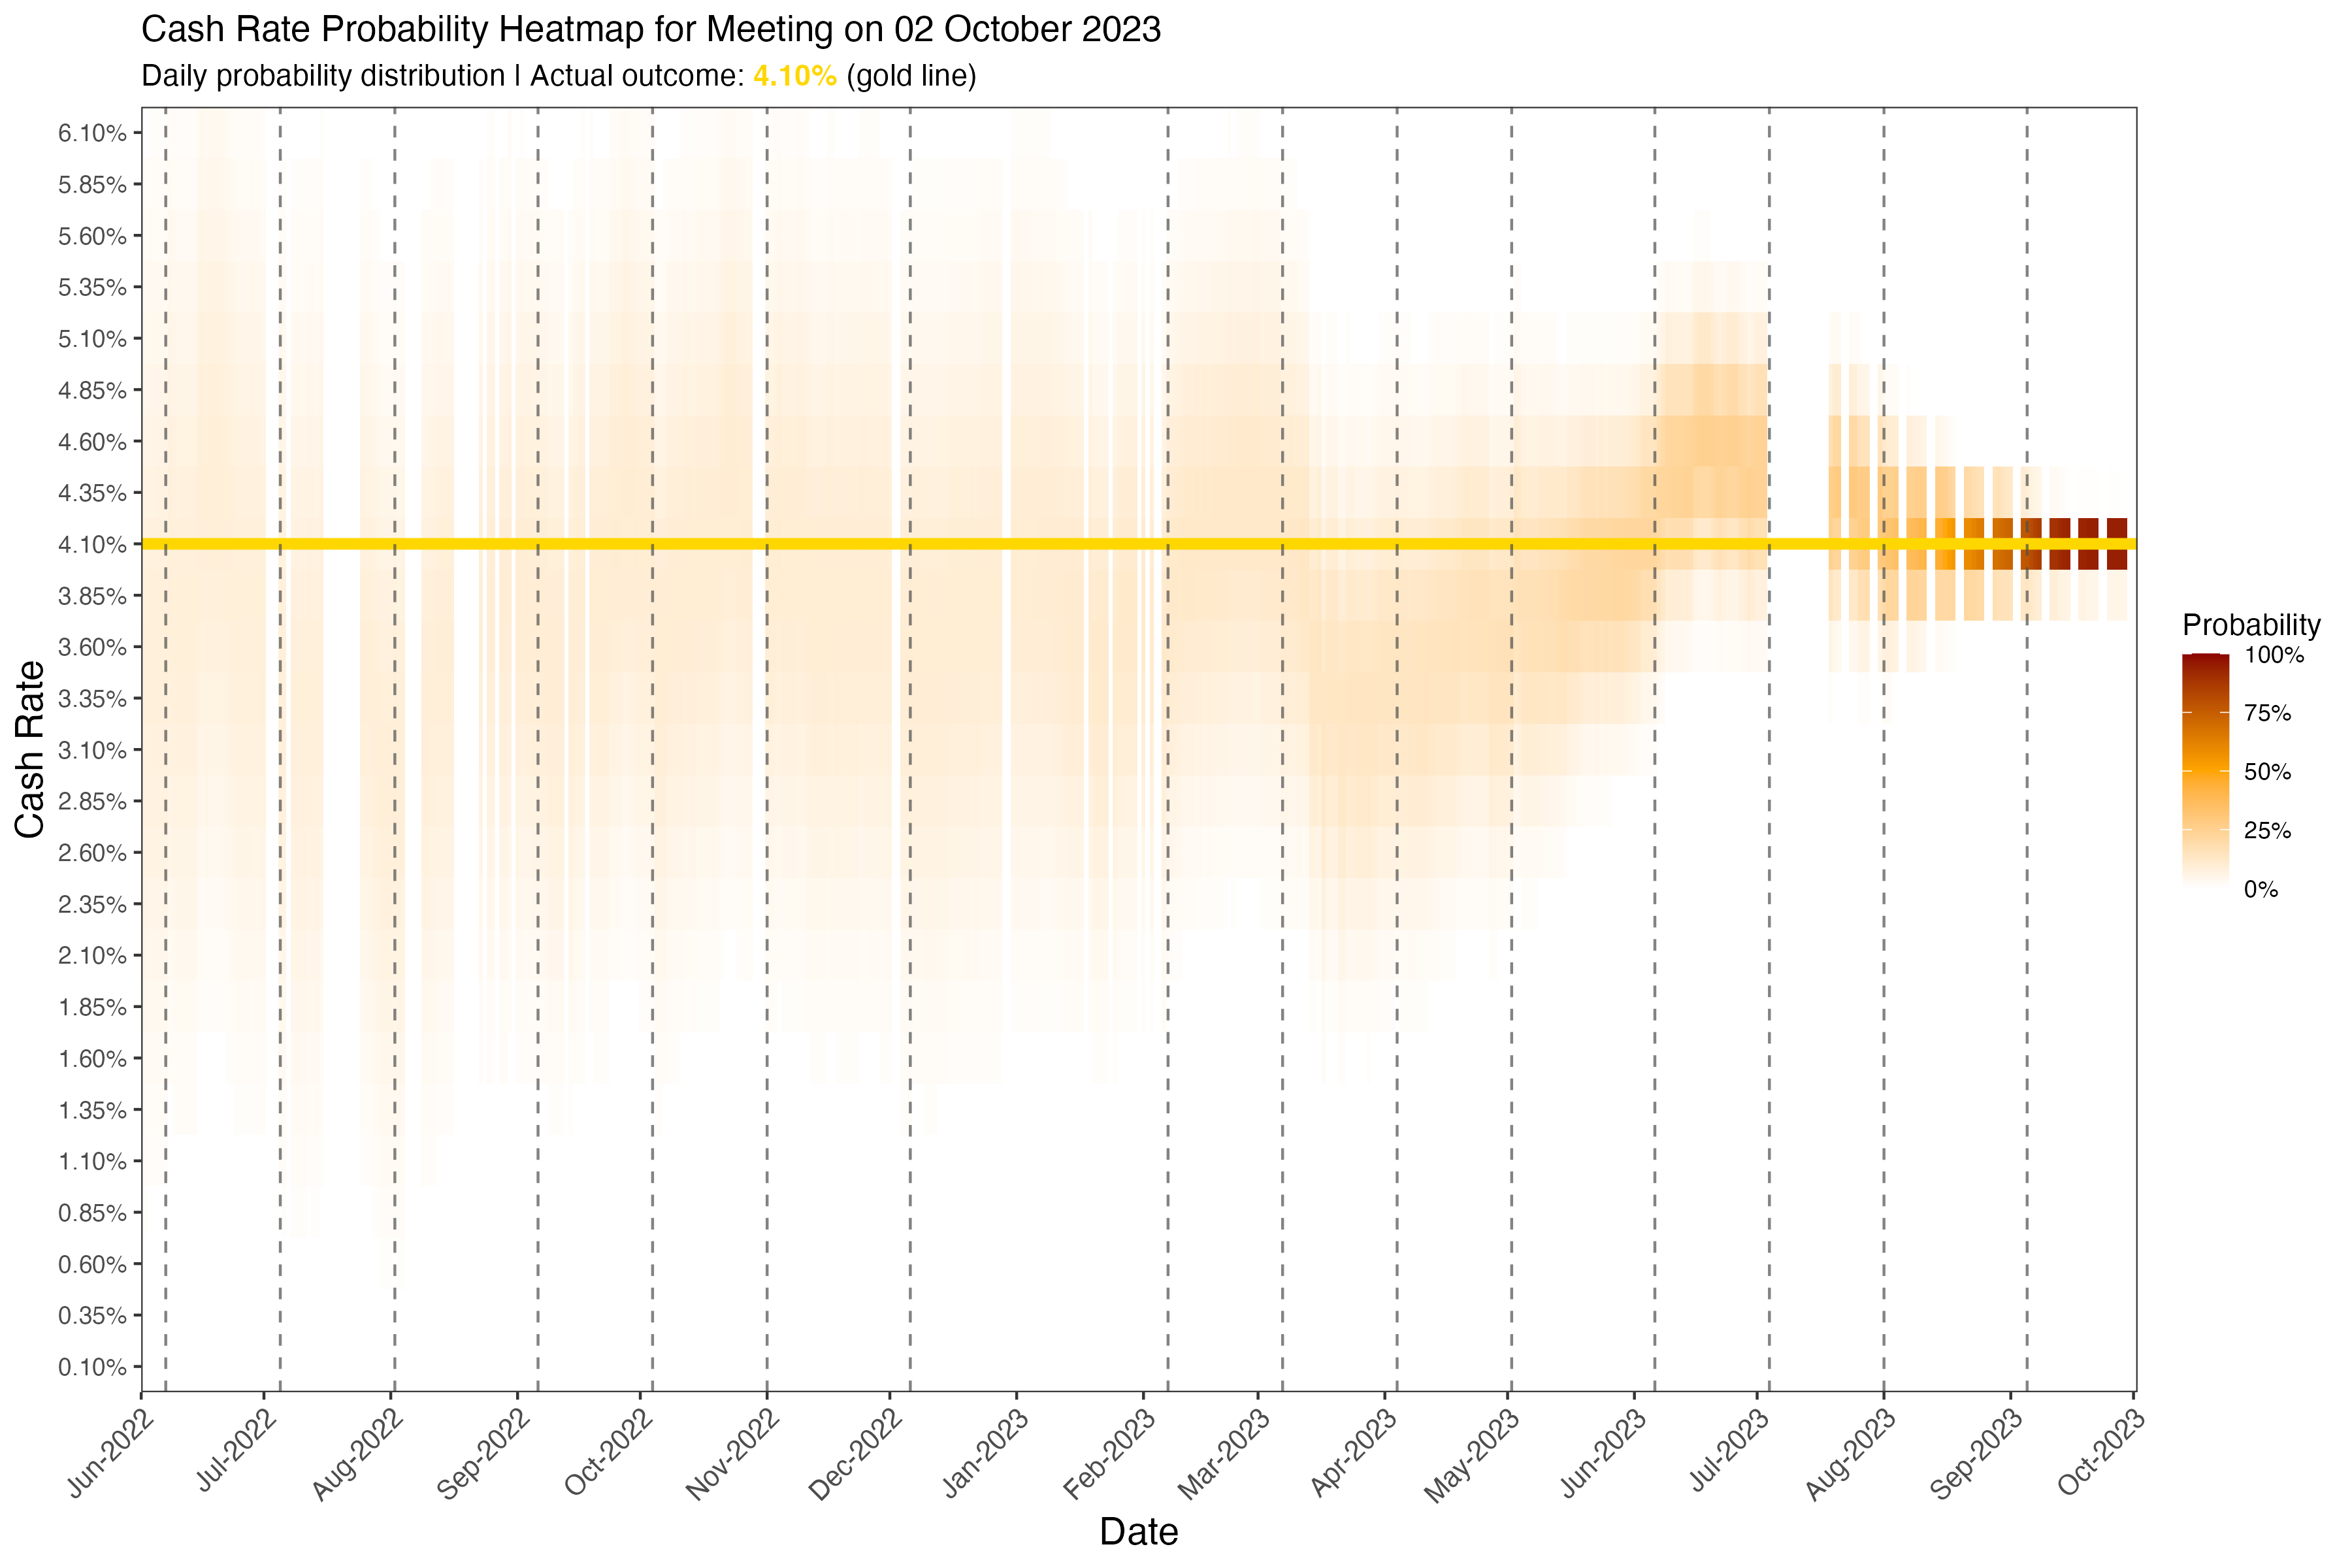 Cash Rate Probability Heatmap for Meeting on 02 October 2023
Daily probability distribution | Actual outcome: 4.10% (gold line)
6.10%
5.85%
5.60%
5.35%
5.10%
4.85%
4.60%
4.35%
4.10%
3.85%
3.60%
3.35%
3.10%
2.85%
2.60%
2.35%
2.10%
1.85%
1.60%
1.35%
1.10%
0.85%
0.60%
0.35%
0.10%
Cash Rate
Jun-2022
Jul-2022
Aug-2022
Sep-2022
Oct-2022
Nov-2022
Dec-2022
Jan-2023
Feb-2023
Mar-2023
Apr-2023
May-2023
Jun-2023
Jul-2023
Aug-2023
Sep-2023
Oct-2023
Date
Probability
100%
75%
50%
25%
0%